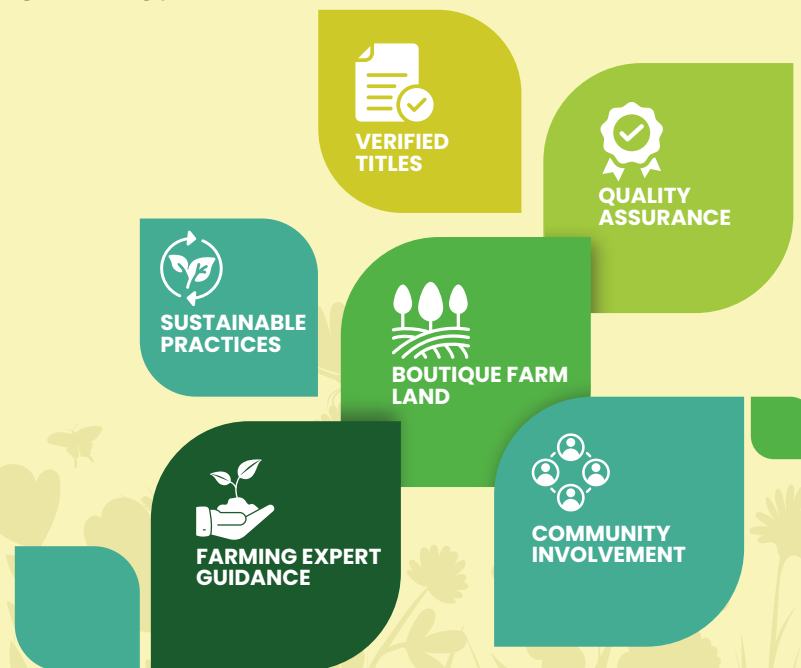 VERIFIED
TITLES
QUALITY
ASSURANCE
SUSTAINABLE
PRACTICES
BOUTIQUE FARM
LAND
FARMING EXPERT
GUIDANCE
COMMUNITY
INVOLVEMENT